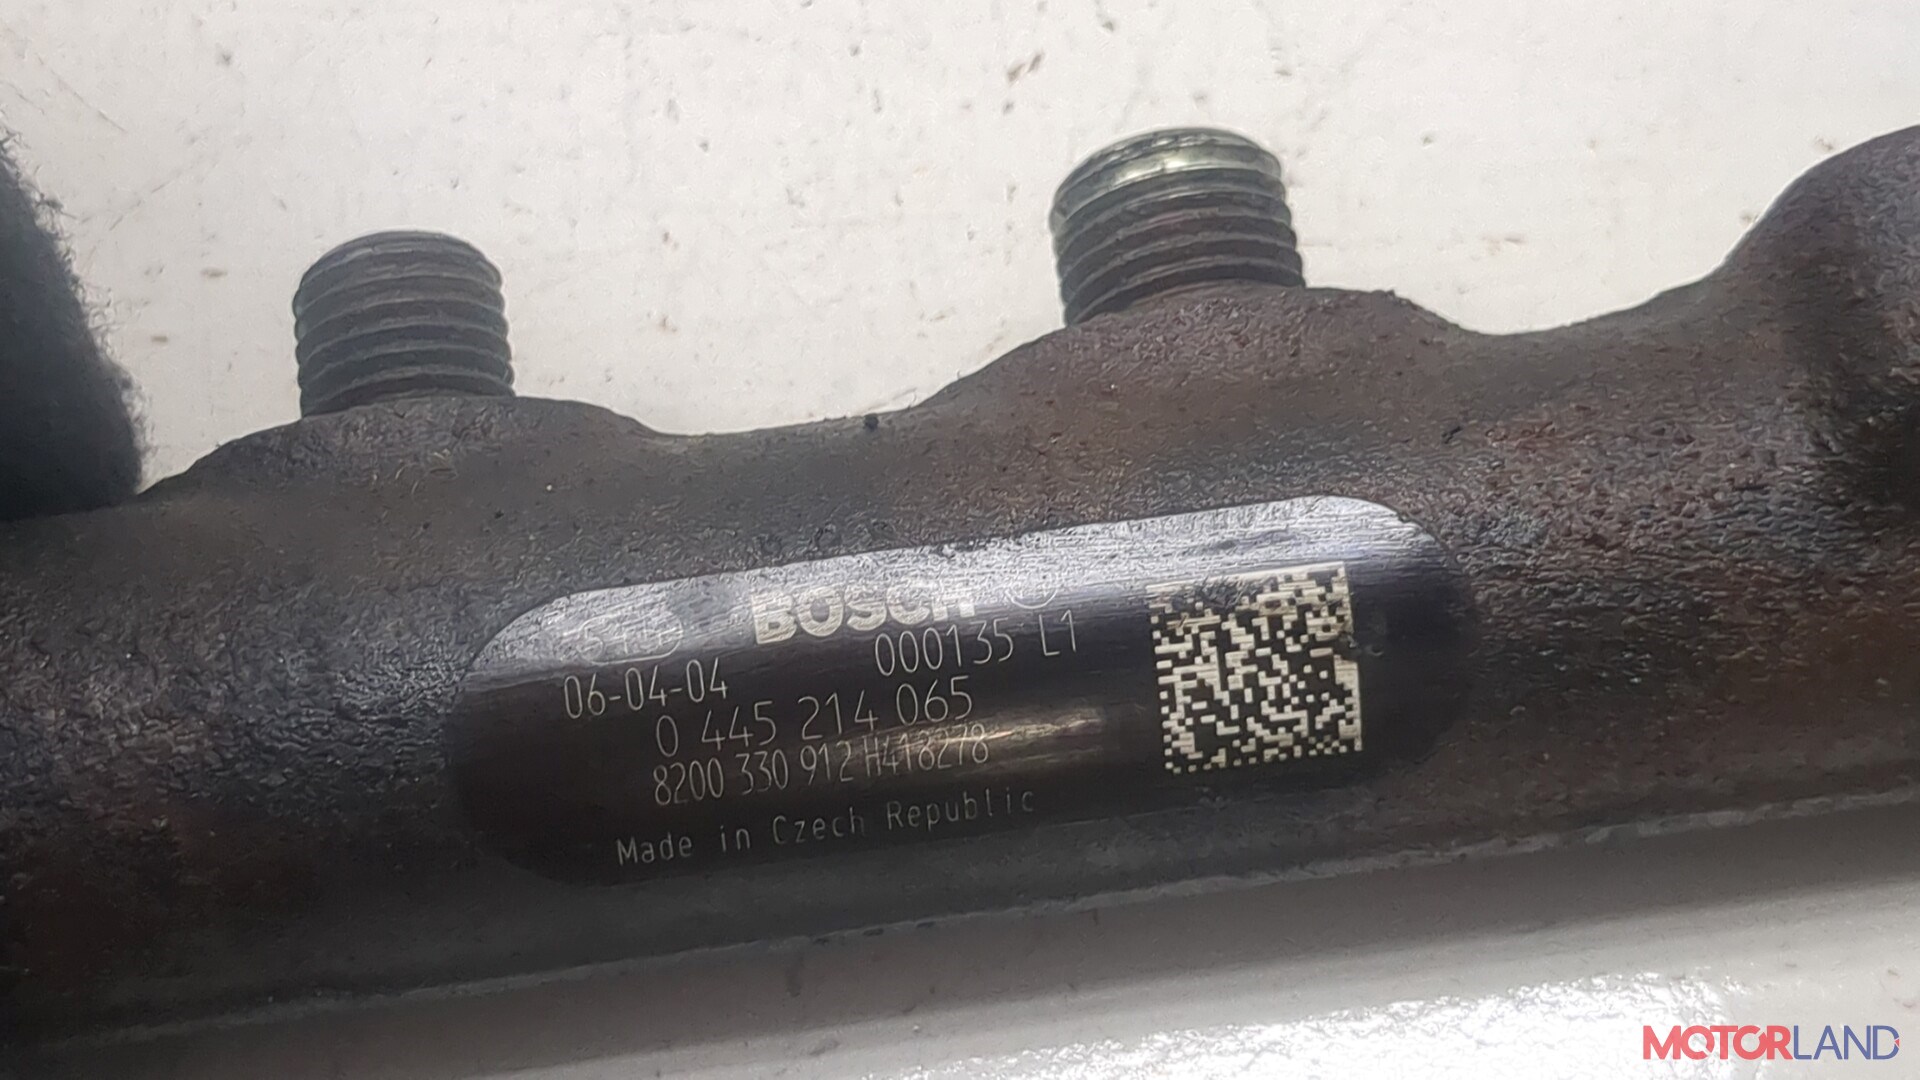 BOSCH
06-04-04 000135 L1
0 445 214 065
8200 330 912 H418278
Made in Czech Republic
MOTORLAND